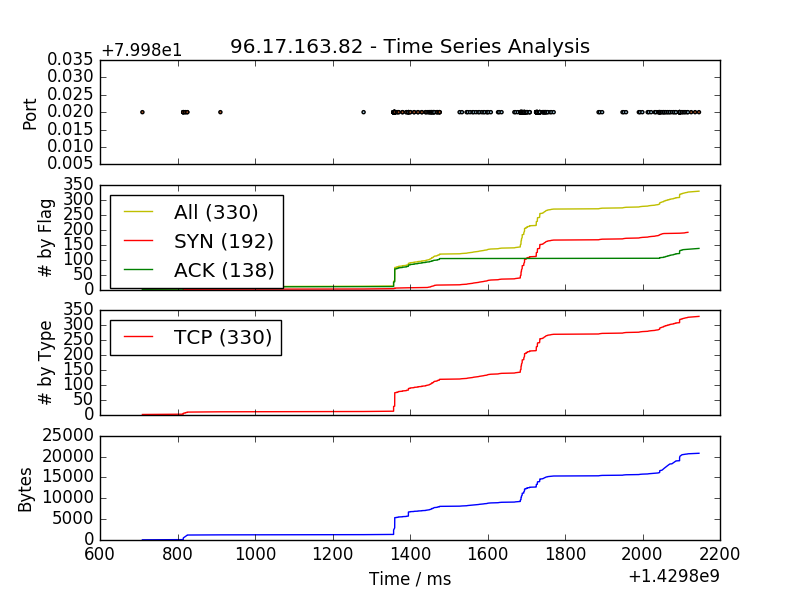 +7.998e1
96.17.163.82 - Time Series Analysis
0.035
0.030
0.025
0.020
0.015
0.010
0.005
Port
350
300
250
200
150
100
50
0
# by Flag
All (330)
SYN (192)
ACK (138)
350
300
250
200
150
100
50
0
# by Type
TCP (330)
25000
20000
15000
10000
5000
0
Bytes
600 800 1000 1200 1400 1600 1800 2000 2200
Time / ms
+1.4298e9